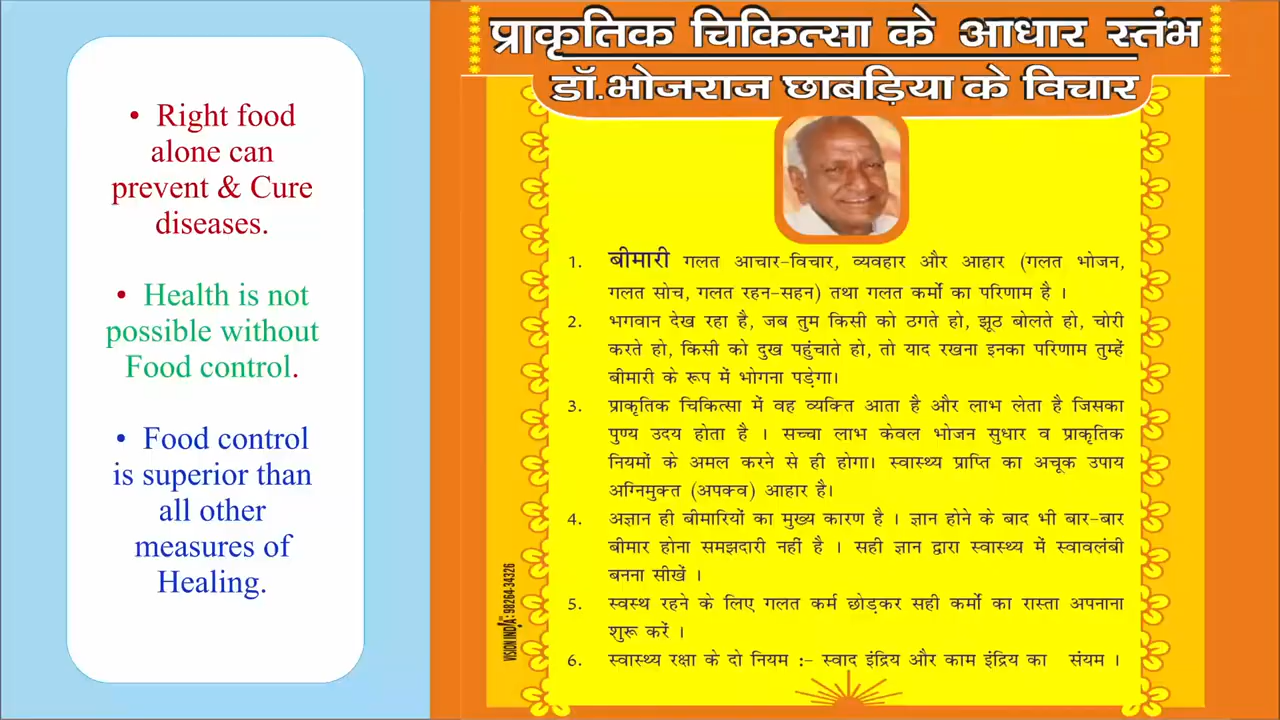 • Right food
alone can
prevent & Cure
diseases.
• Health is not
possible without
Food control.
• Food control
is superior than
all other
measures of
Healing.
प्राकृतिक चिकित्सा के आधार स्तंभ
डॉ.भोजराज छाबड़िया के विचार
1. बीमारी गलत आचार-विचार, व्यवहार और आहार (गलत भोजन,
गलत सोच, गलत रहन-सहन) तथा गलत कर्मो का परिणाम है ।
2. भगवान देख रहा है, जब तुम किसी को ठगते हो, झूठ बोलते हो, चोरी
करते हो, किसी को दुख पहुंचाते हो, तो याद रखना इनका परिणाम तुम्हें
बीमारी के रूप में भोगना पड़ेगा।
3. प्राकृतिक चिकित्सा में वह व्यक्ति आता है और लाभ लेता है जिसका
पुण्य उदय होता है । सच्चा लाभ केवल भोजन सुधार व प्राकृतिक
नियमों के अमल करने से ही होगा। स्वास्थ्य प्राप्ति का अचूक उपाय
अग्निमुक्त (अपक्व) आहार है।
4. अज्ञान ही बीमारियों का मुख्य कारण है । ज्ञान होने के बाद भी बार-बार
बीमार होना समझदारी नहीं है । सही ज्ञान द्वारा स्वास्थ्य में स्वावलंबी
बनना सीखें ।
5. स्वस्थ रहने के लिए गलत कर्म छोड़कर सही कर्मो का रास्ता अपनाना
शुरू करें ।
6. स्वास्थ्य रक्षा के दो नियम :- स्वाद इंद्रिय और काम इंद्रिय का संयम ।
VISION INDIA: 98264-34326